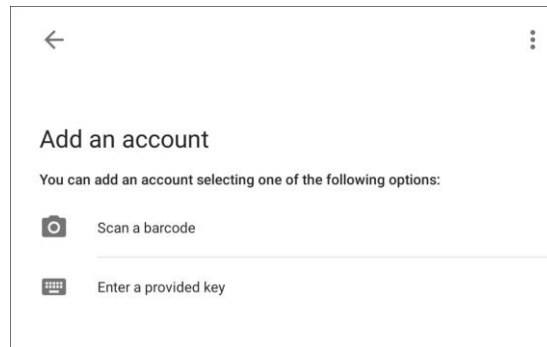 Add an account
You can add an account selecting one of the following options:
Scan a barcode
Enter a provided key